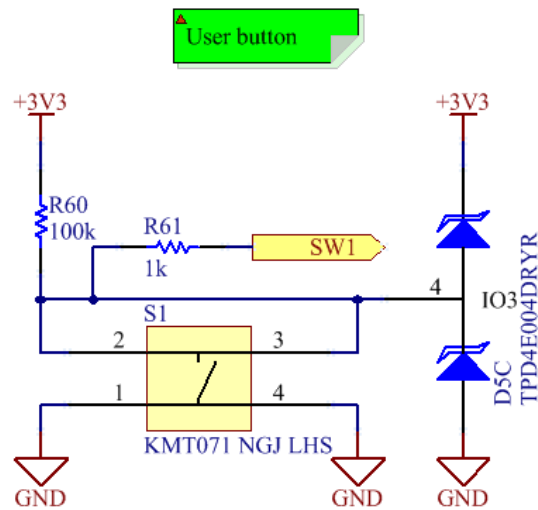 User button
+3V3
+3V3
R60
100k
R61
1k
SW1
4
IO3
S1
2
3
1
4
KMT071 NGJ LHS
D5C
TPD4E004DRYR
GND
GND
GND